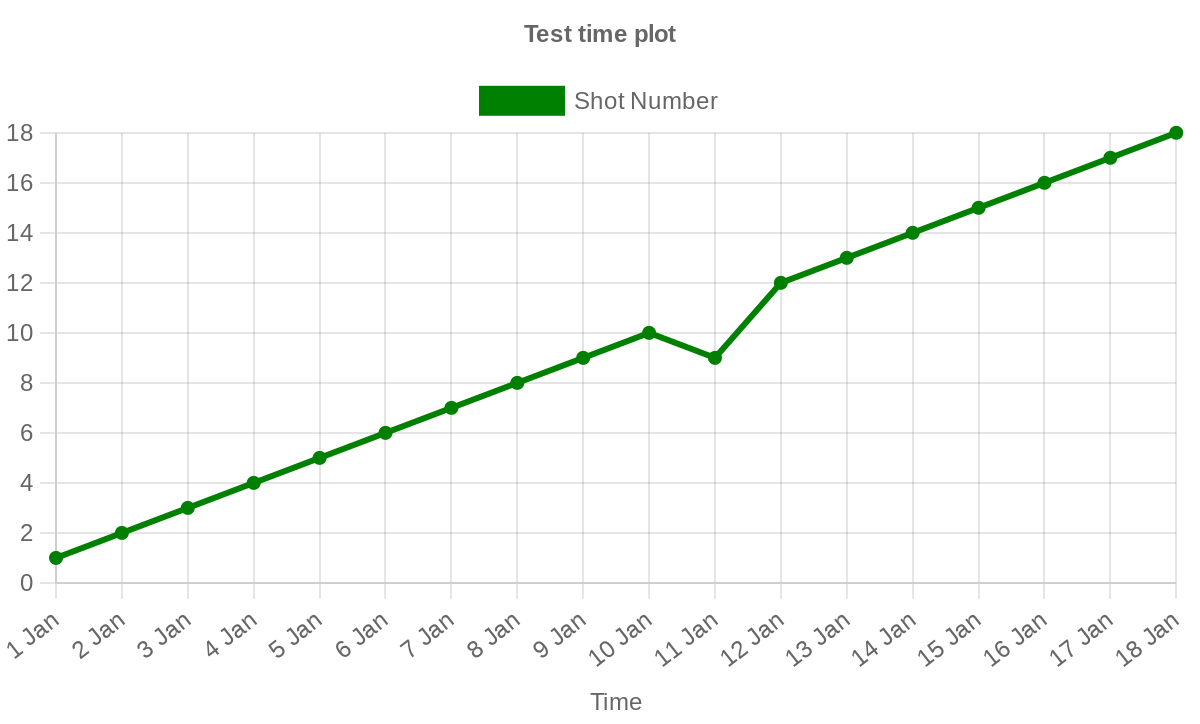 Test time plot
Shot Number
18
16
14
12
10
8
6
4
2
0
1 Jan
2 Jan
3 Jan
4 Jan
5 Jan
6 Jan
7 Jan
8 Jan
9 Jan
10 Jan
11 Jan
12 Jan
13 Jan
14 Jan
15 Jan
16 Jan
17 Jan
18 Jan
Time